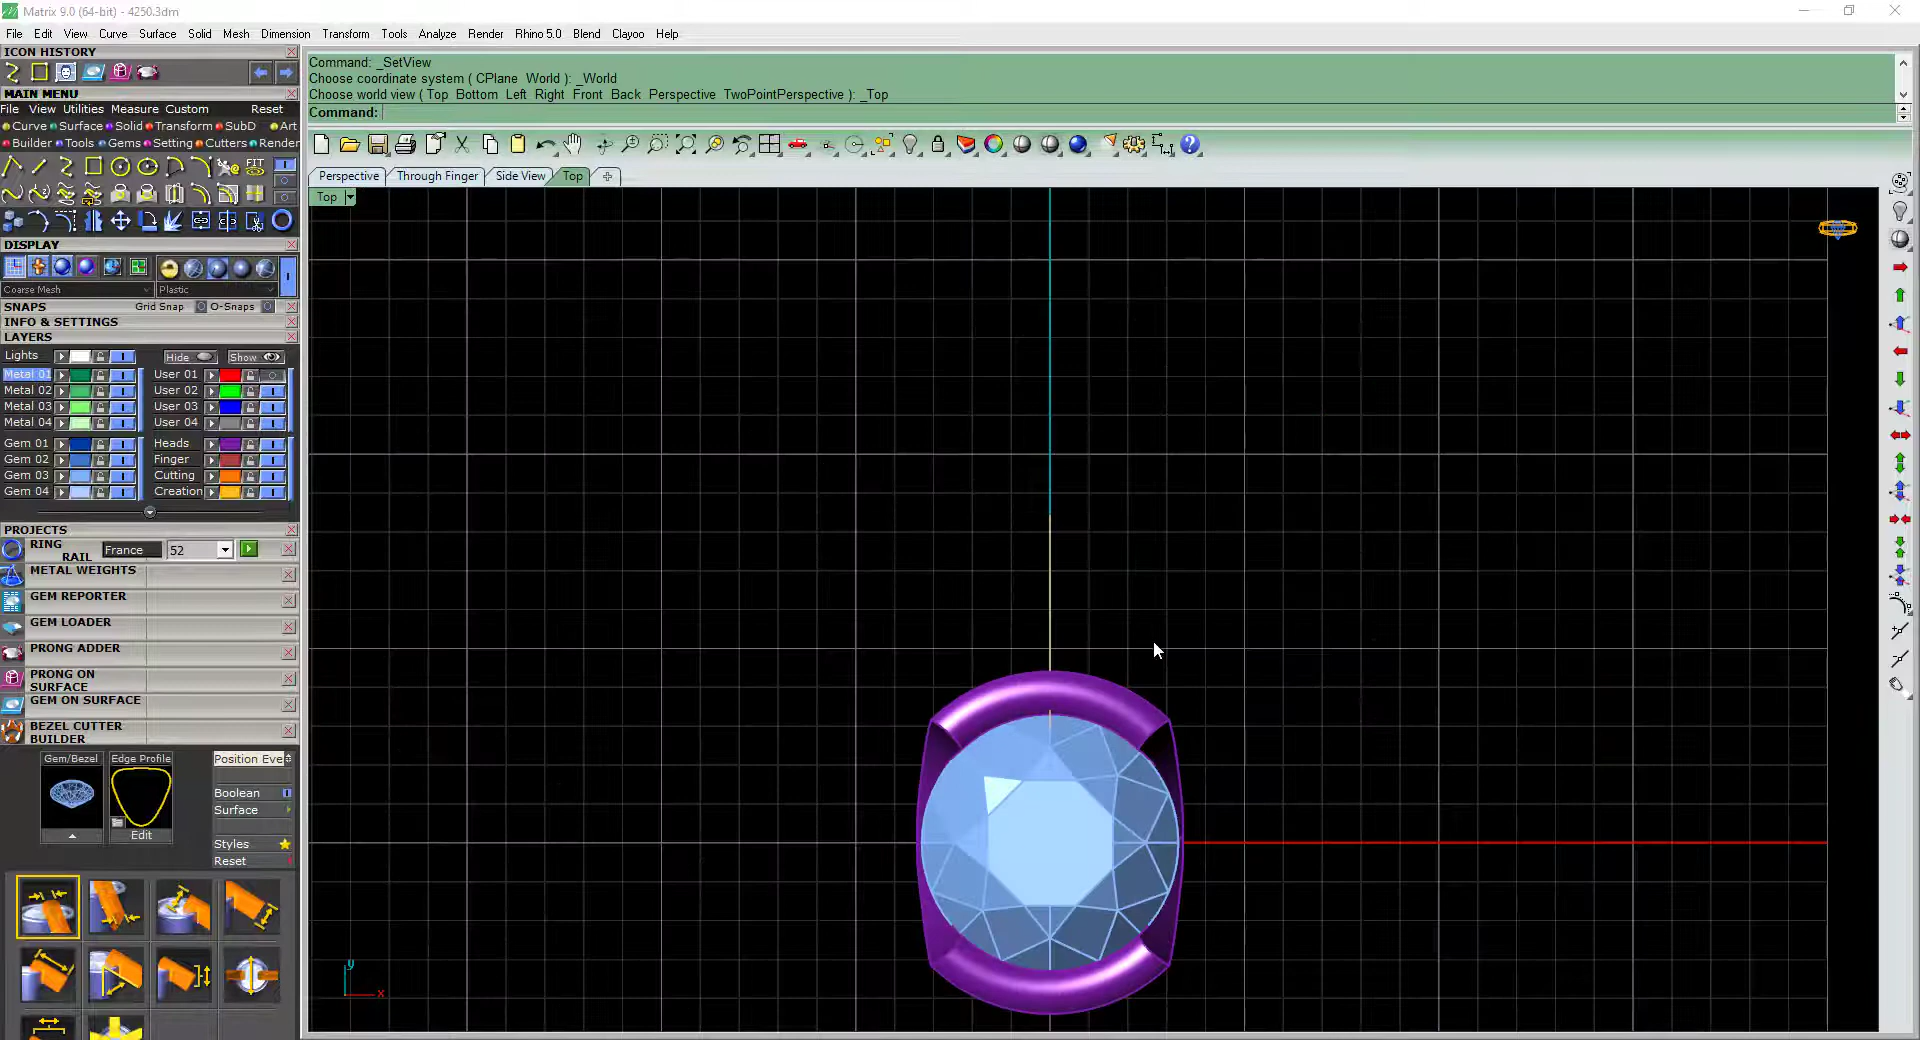 Matrix 9.0 (64-bit) - 4250.3dm
File Edit View Curve Surface Solid Mesh Dimension Transform Tools Analyze Render Rhino 5.0 Blend Clayoo Help
ICON HISTORY
MAIN MENU
File View Utilities Measure Custom Reset
Curve Surface Solid Transform SubD Art
Builder Tools Gems Setting Cutters Render
FIT
DISPLAY
Coarse Mesh Plastic
SNAPS Grid Snap O-Snaps
INFO & SETTINGS
LAYERS
Lights Hide Show
Metal 01 User 01
Metal 02 User 02
Metal 03 User 03
Metal 04 User 04
Gem 01 Heads
Gem 02 Finger
Gem 03 Cutting
Gem 04 Creation
PROJECTS
RING RAIL France 52
METAL WEIGHTS
GEM REPORTER
GEM LOADER
PRONG ADDER
PRONG ON SURFACE
GEM ON SURFACE
BEZEL CUTTER BUILDER
Gem/Bezel Edge Profile Position Eve
Boolean
Surface
Edit
Styles
Reset
Command: _SetView
Choose coordinate system ( CPlane World ): _World
Choose world view ( Top Bottom Left Right Front Back Perspective TwoPointPerspective ): _Top
Command:
Perspective Through Finger Side View Top
Top
y
x